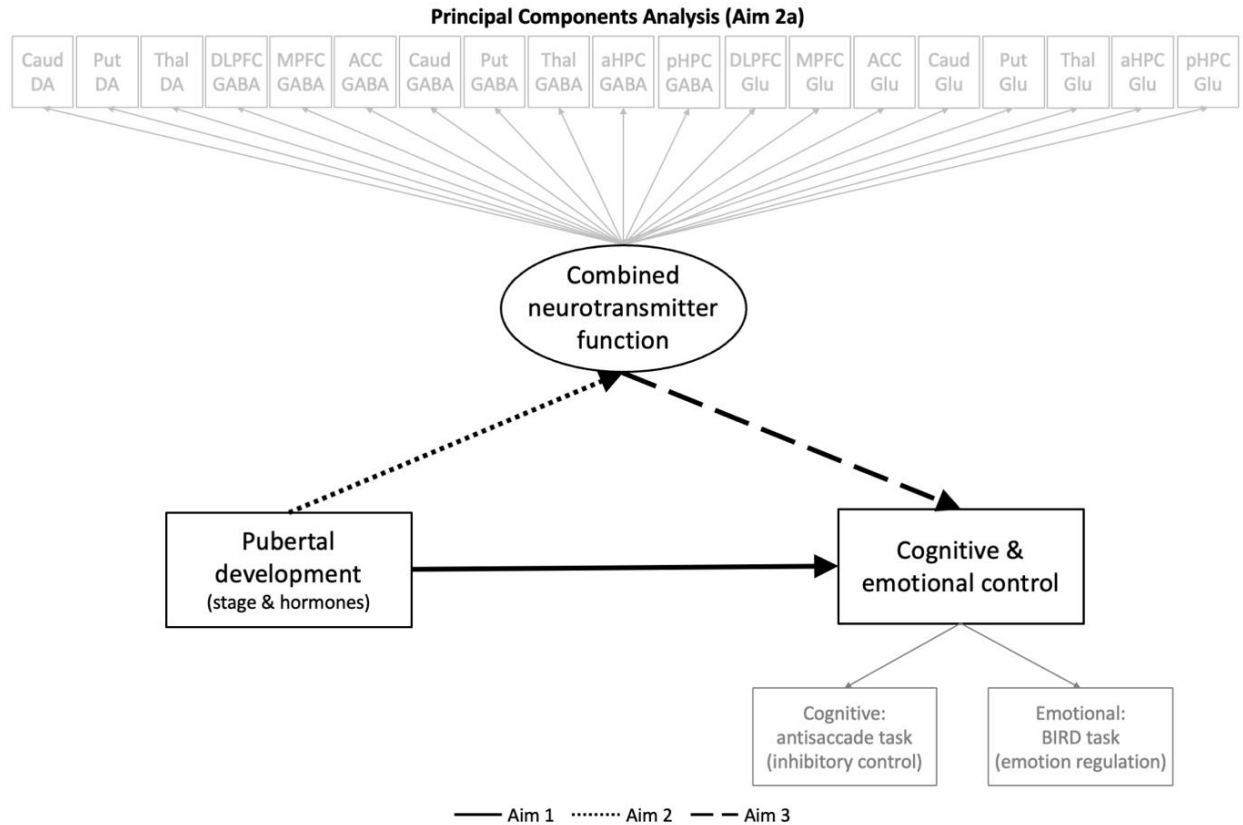 Principal Components Analysis (Aim 2a)
Caud DA
Put DA
Thal DA
DLPFC GABA
MPFC GABA
ACC GABA
Caud GABA
Put GABA
Thal GABA
aHPC GABA
pHPC GABA
DLPFC Glu
MPFC Glu
ACC Glu
Caud Glu
Put Glu
Thal Glu
aHPC Glu
pHPC Glu
Combined
neurotransmitter
function
Pubertal
development
(stage & hormones)
Cognitive &
emotional control
Cognitive:
antisaccade task
(inhibitory control)
Emotional:
BIRD task
(emotion regulation)
Aim 1 Aim 2 Aim 3